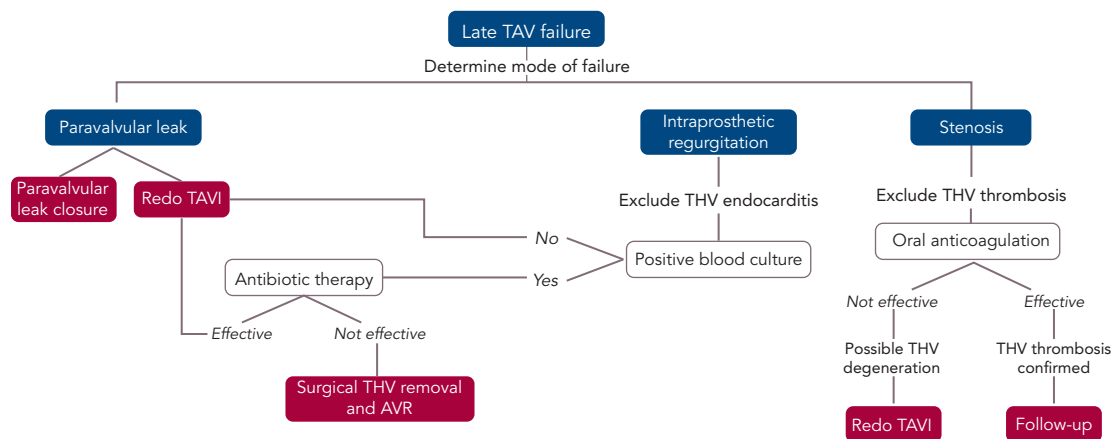 Late TAV failure
Determine mode of failure
Paravalvular leak
Intraprosthetic
regurgitation
Stenosis
Paravalvular
leak closure
Redo TAVI
Exclude THV endocarditis
Exclude THV thrombosis
No
Oral anticoagulation
Positive blood culture
Antibiotic therapy
Yes
Not effective
Effective
Effective
Not effective
Possible THV
degeneration
THV thrombosis
confirmed
Surgical THV removal
and AVR
Redo TAVI
Follow-up